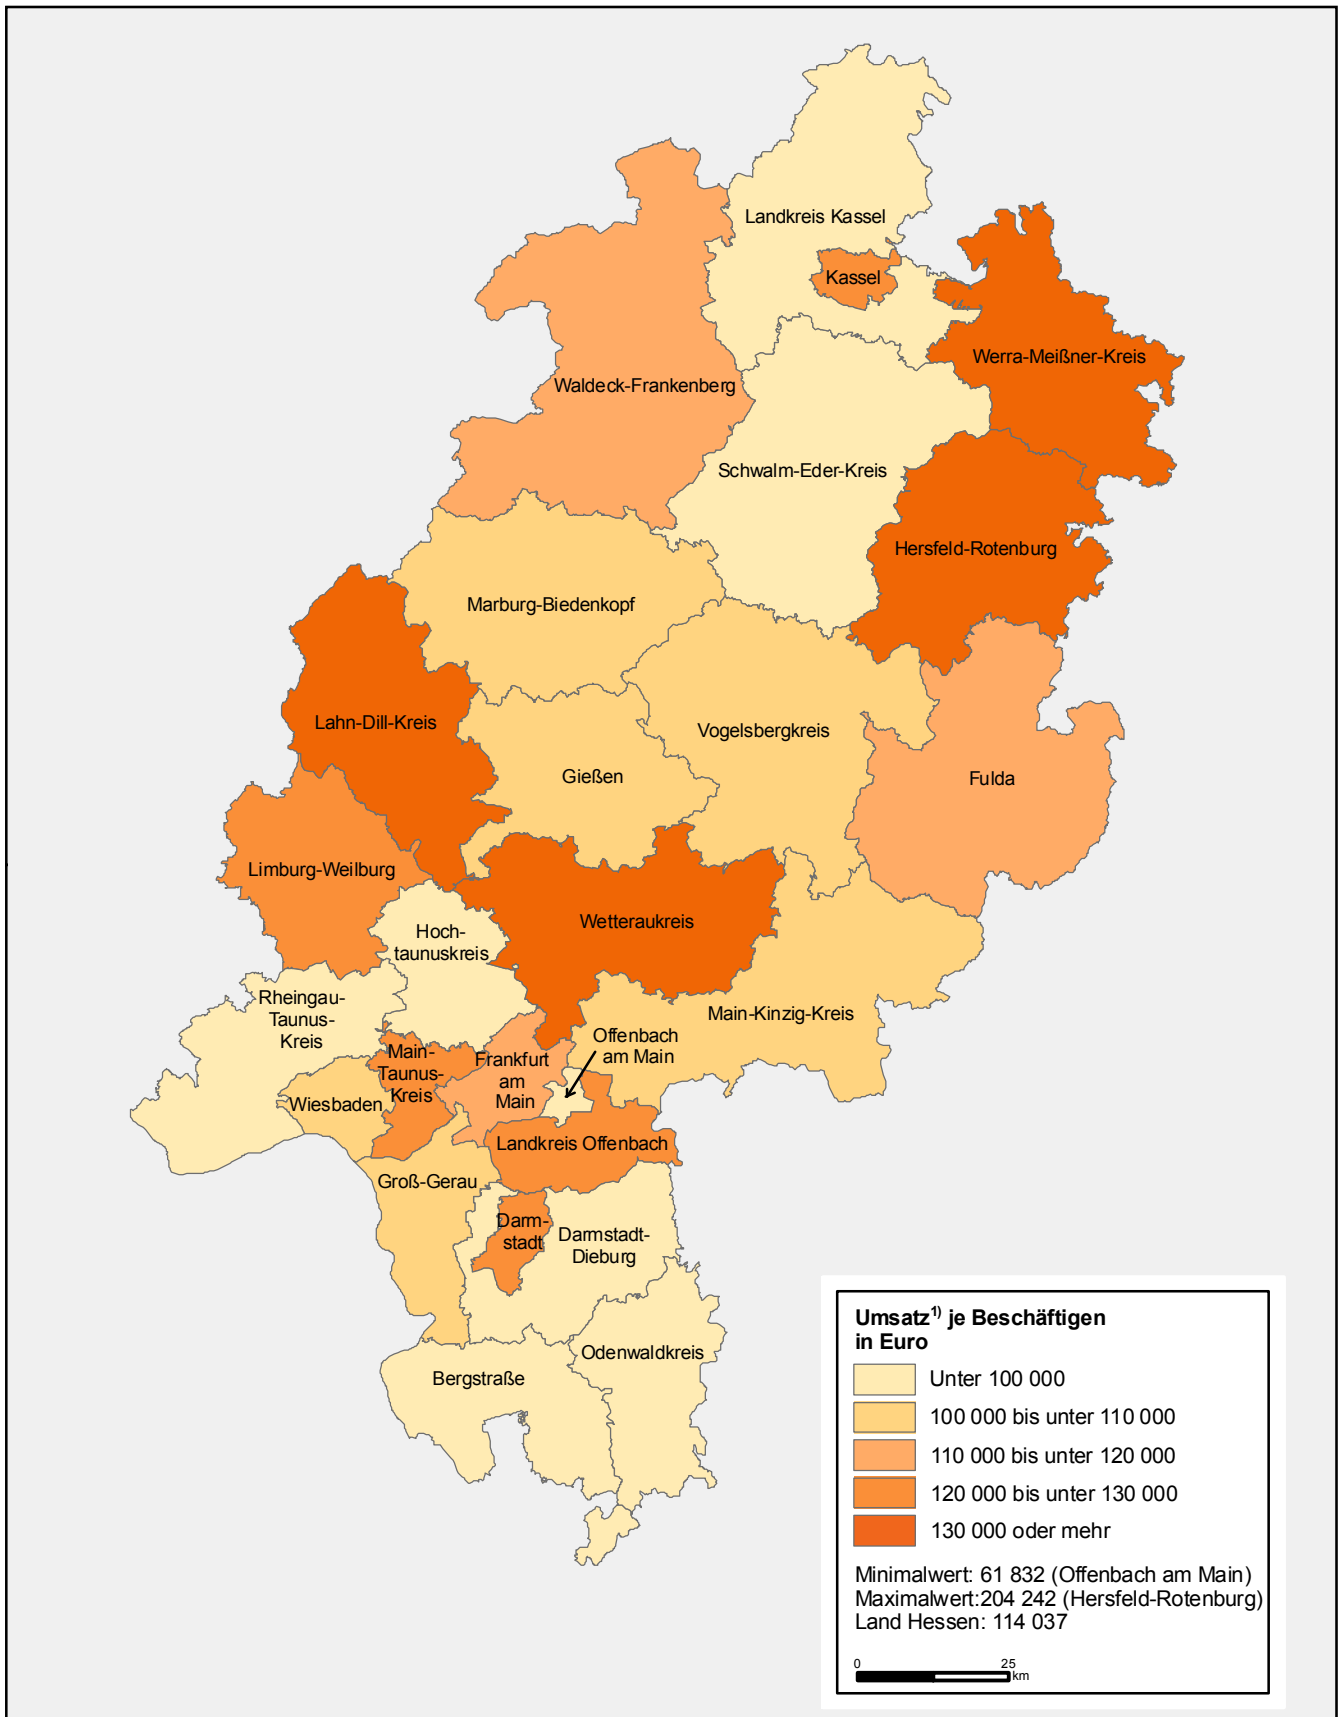 Landkreis Kassel
Kassel
Werra-Meißner-Kreis
Waldeck-Frankenberg
Schwalm-Eder-Kreis
Hersfeld-Rotenburg
Marburg-Biedenkopf
Lahn-Dill-Kreis
Vogelsbergkreis
Gießen
Fulda
Limburg-Weilburg
Wetteraukreis
Hoch-
taunuskreis
Rheingau-
Taunus-
Kreis
Main-Kinzig-Kreis
Offenbach
am Main
Main-
Taunus-
Kreis
Frankfurt
am
Main
Wiesbaden
Landkreis Offenbach
Groß-Gerau
Darm-
stadt
Darmstadt-
Dieburg
Odenwaldkreis
Bergstraße
Umsatz¹⁾ je Beschäftigen
in Euro
Unter 100 000
100 000 bis unter 110 000
110 000 bis unter 120 000
120 000 bis unter 130 000
130 000 oder mehr
Minimalwert: 61 832 (Offenbach am Main)
Maximalwert:204 242 (Hersfeld-Rotenburg)
Land Hessen: 114 037
0 25
km